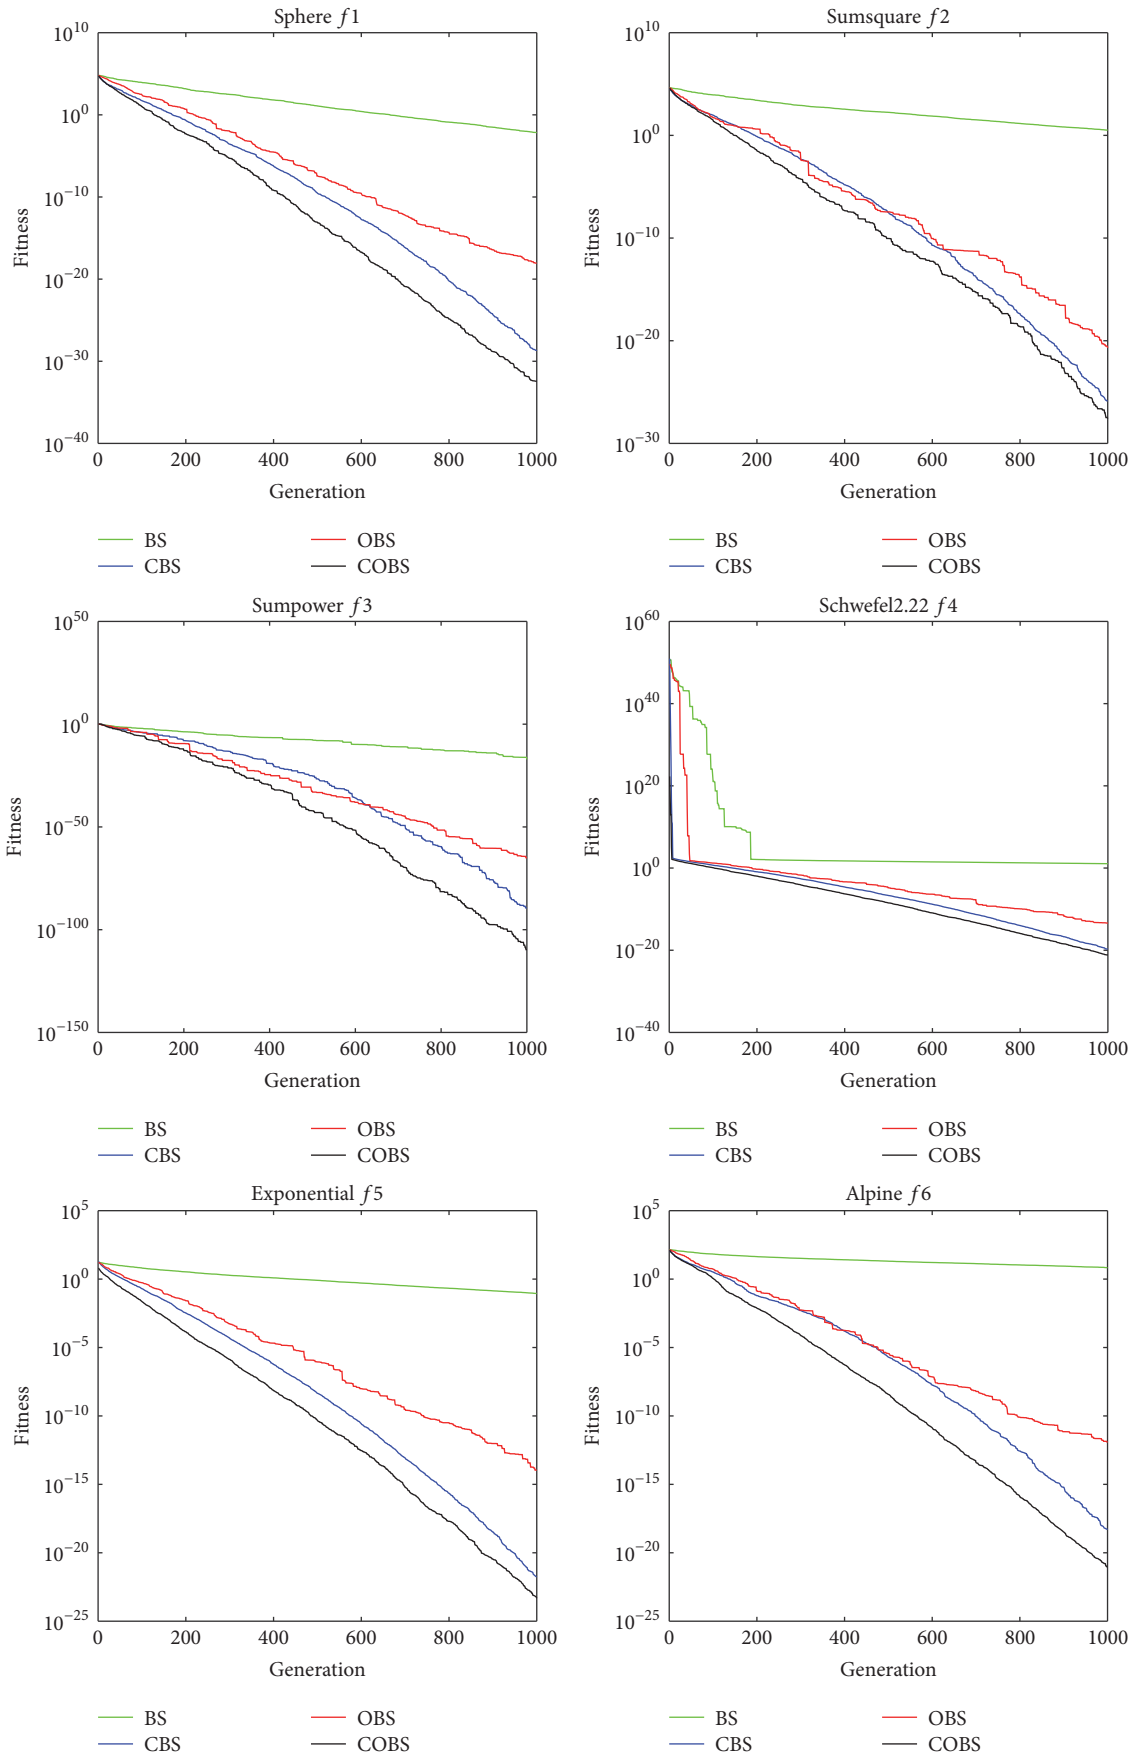 Sphere f1
10^10
10^0
10^−10
10^−20
10^−30
10^−40
Fitness
0 200 400 600 800 1000
Generation
BS OBS
CBS COBS
Sumsquare f2
10^10
10^0
10^−10
10^−20
10^−30
Fitness
0 200 400 600 800 1000
Generation
BS OBS
CBS COBS
Sumpower f3
10^50
10^0
10^−50
10^−100
10^−150
Fitness
0 200 400 600 800 1000
Generation
BS OBS
CBS COBS
Schwefel2.22 f4
10^60
10^40
10^20
10^0
10^−20
10^−40
Fitness
0 200 400 600 800 1000
Generation
BS OBS
CBS COBS
Exponential f5
10^5
10^0
10^−5
10^−10
10^−15
10^−20
10^−25
Fitness
0 200 400 600 800 1000
Generation
BS OBS
CBS COBS
Alpine f6
10^5
10^0
10^−5
10^−10
10^−15
10^−20
10^−25
Fitness
0 200 400 600 800 1000
Generation
BS OBS
CBS COBS